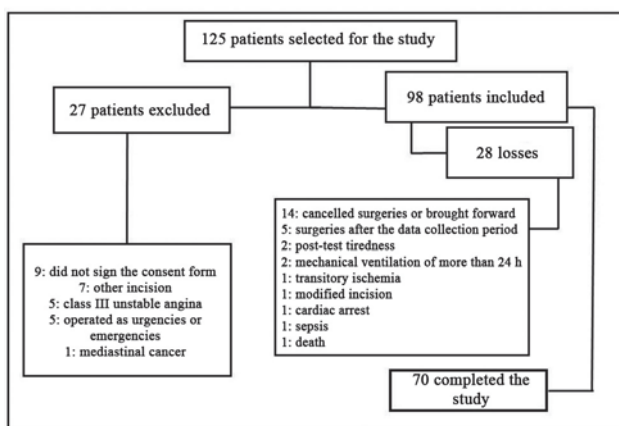 125 patients selected for the study
27 patients excluded
98 patients included
28 losses
14: cancelled surgeries or brought forward
5: surgeries after the data collection period
2: post-test tiredness
2: mechanical ventilation of more than 24 h
1: transitory ischemia
1: modified incision
1: cardiac arrest
1: sepsis
1: death
9: did not sign the consent form
7: other incision
5: class III unstable angina
5: operated as urgencies or
emergencies
1: mediastinal cancer
70 completed the
study